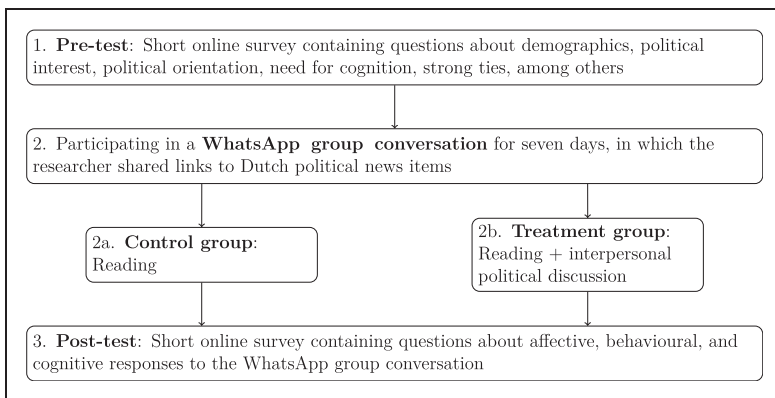 1. Pre-test: Short online survey containing questions about demographics, political
interest, political orientation, need for cognition, strong ties, among others
2. Participating in a WhatsApp group conversation for seven days, in which the
researcher shared links to Dutch political news items
2a. Control group:
Reading
2b. Treatment group:
Reading + interpersonal
political discussion
3. Post-test: Short online survey containing questions about affective, behavioural, and
cognitive responses to the WhatsApp group conversation